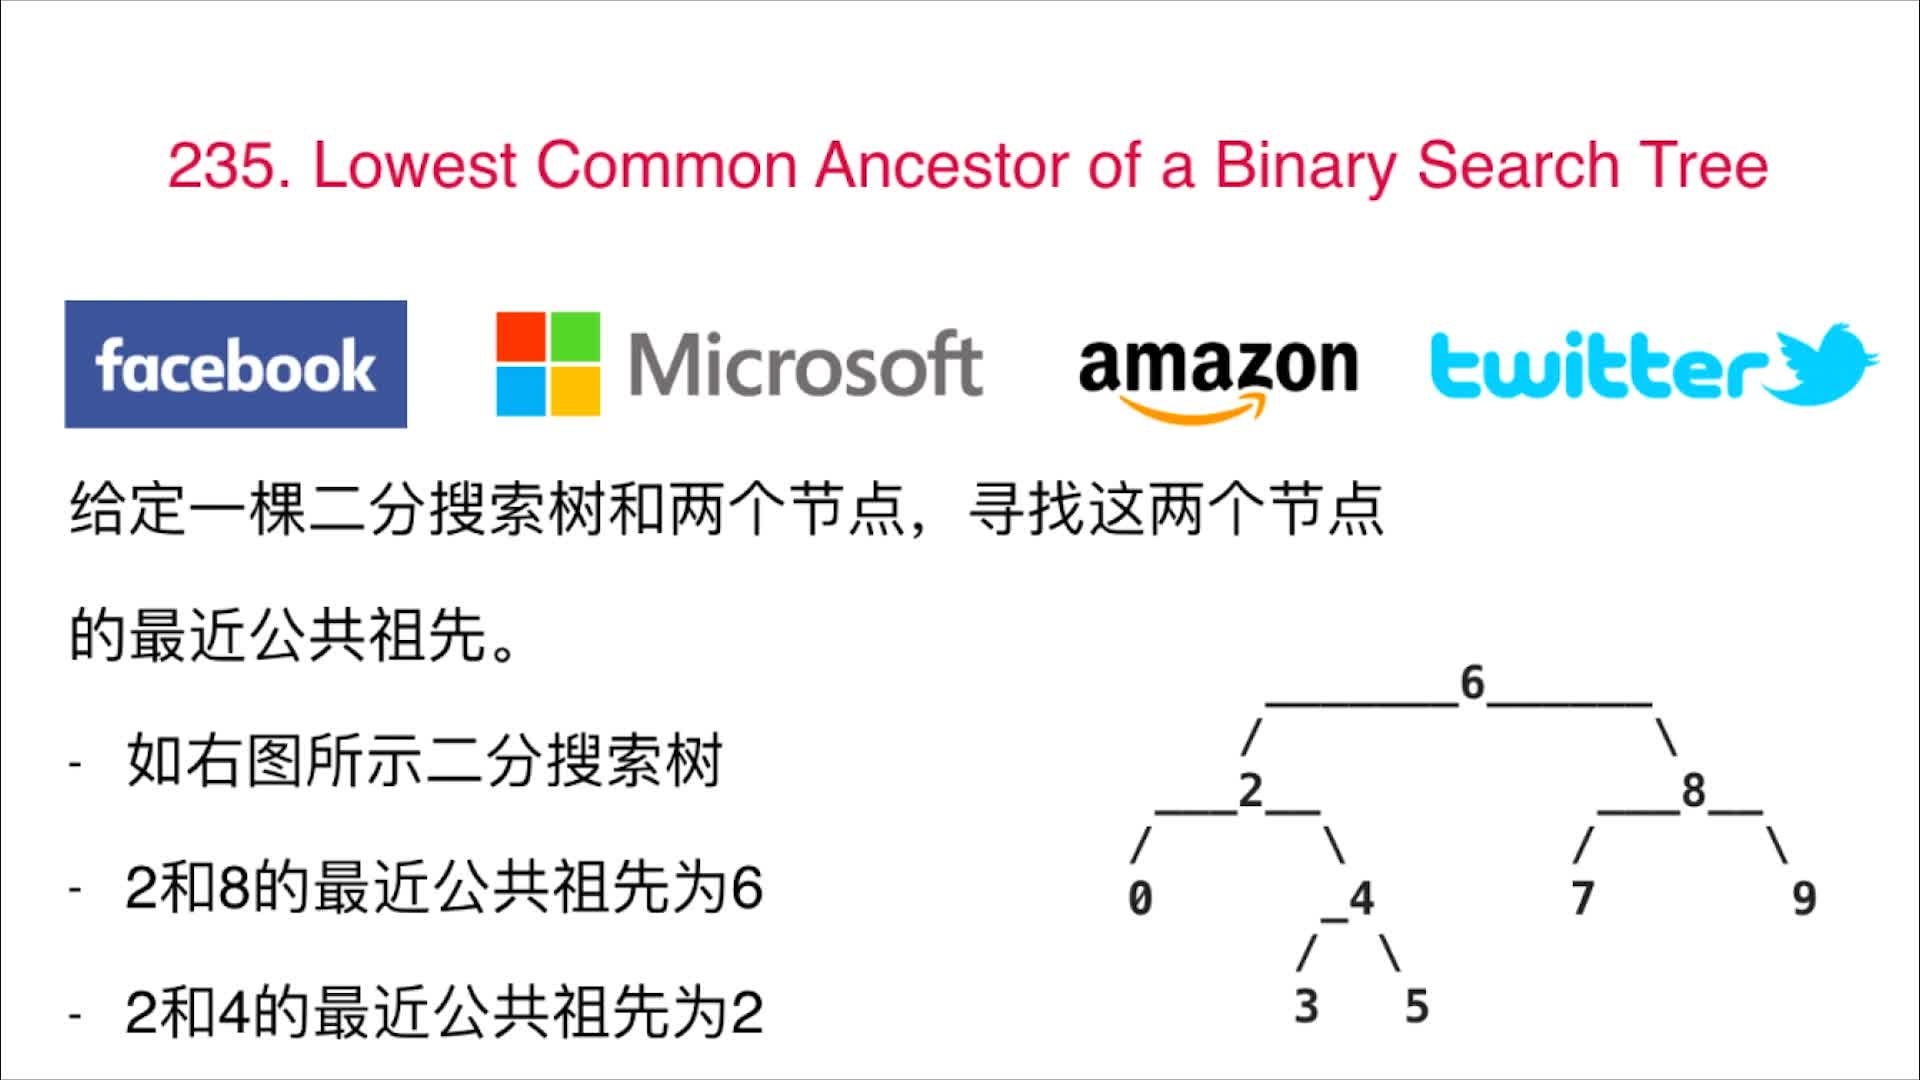 235. Lowest Common Ancestor of a Binary Search Tree
facebook Microsoft amazon twitter
给定一棵二分搜索树和两个节点，寻找这两个节点
的最近公共祖先。
- 如右图所示二分搜索树
- 2和8的最近公共祖先为6
- 2和4的最近公共祖先为2
_______6______
/ \
___2__ ___8__
/ \ / \
0 _4 7 9
/ \
3 5